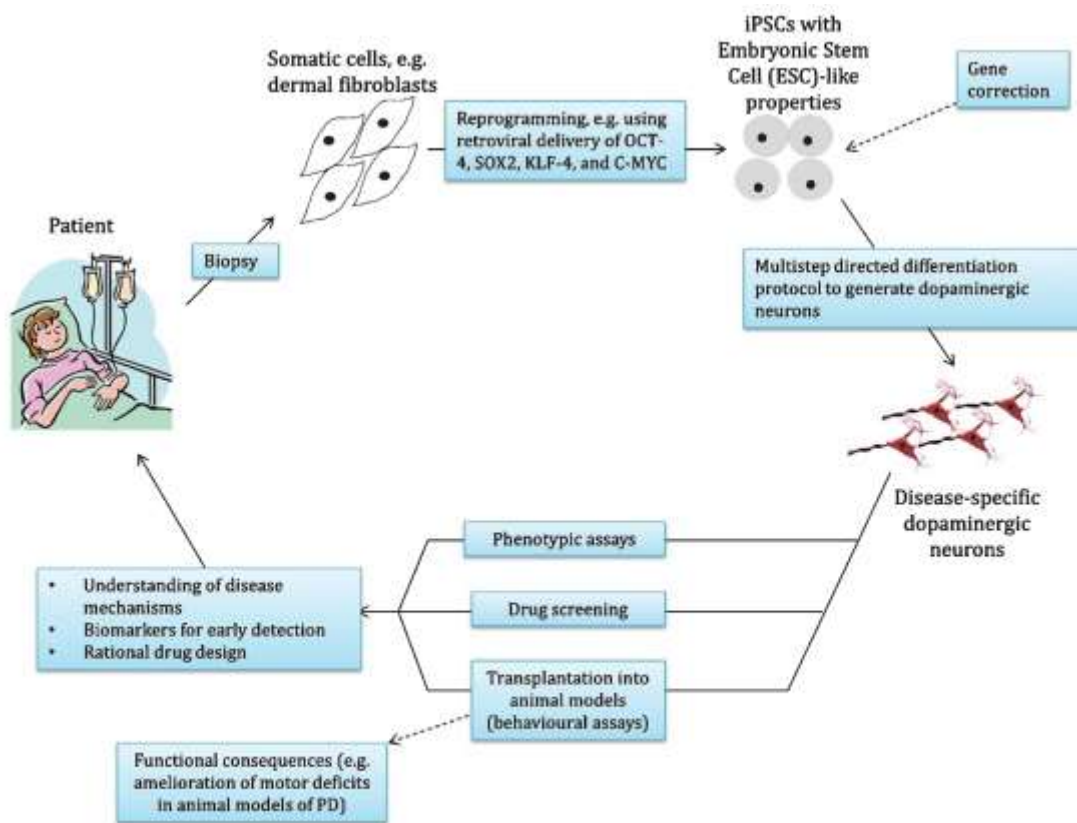 Patient
Biopsy
Somatic cells, e.g.
dermal fibroblasts
Reprogramming, e.g. using
retroviral delivery of OCT-
4, SOX2, KLF-4, and C-MYC
iPSCs with
Embryonic Stem
Cell (ESC)-like
properties
Gene
correction
Multistep directed differentiation
protocol to generate dopaminergic
neurons
Disease-specific
dopaminergic
neurons
Phenotypic assays
Drug screening
Transplantation into
animal models
(behavioural assays)
Functional consequences (e.g.
amelioration of motor deficits
in animal models of PD)
• Understanding of disease
mechanisms
• Biomarkers for early detection
• Rational drug design